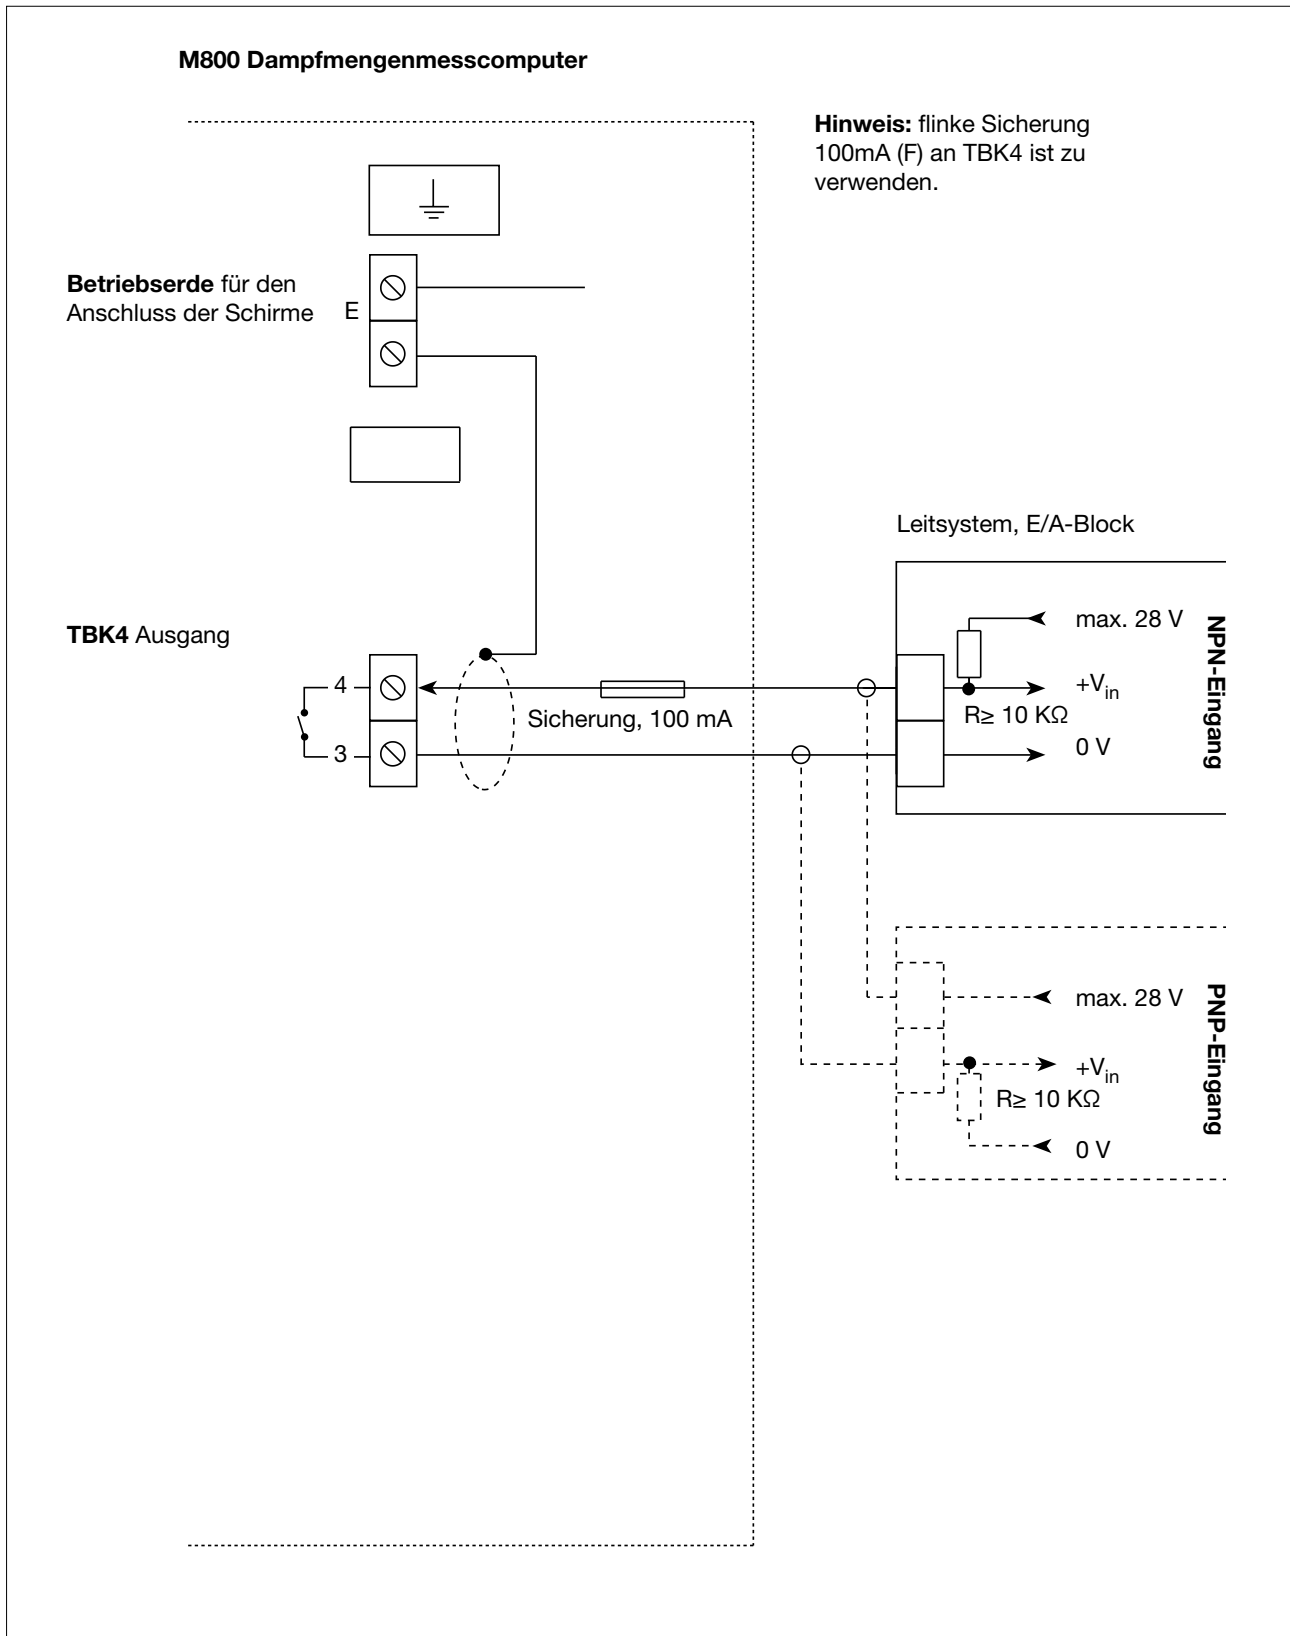 M800 Dampfmengenmesscomputer
Hinweis: flinke Sicherung
100mA (F) an TBK4 ist zu
verwenden.
Betriebserde für den
Anschluss der Schirme
E
Leitsystem, E/A-Block
TBK4 Ausgang
4
3
Sicherung, 100 mA
max. 28 V
+Vin
R≥ 10 KΩ
0 V
NPN-Eingang
max. 28 V
+Vin
R≥ 10 KΩ
0 V
PNP-Eingang